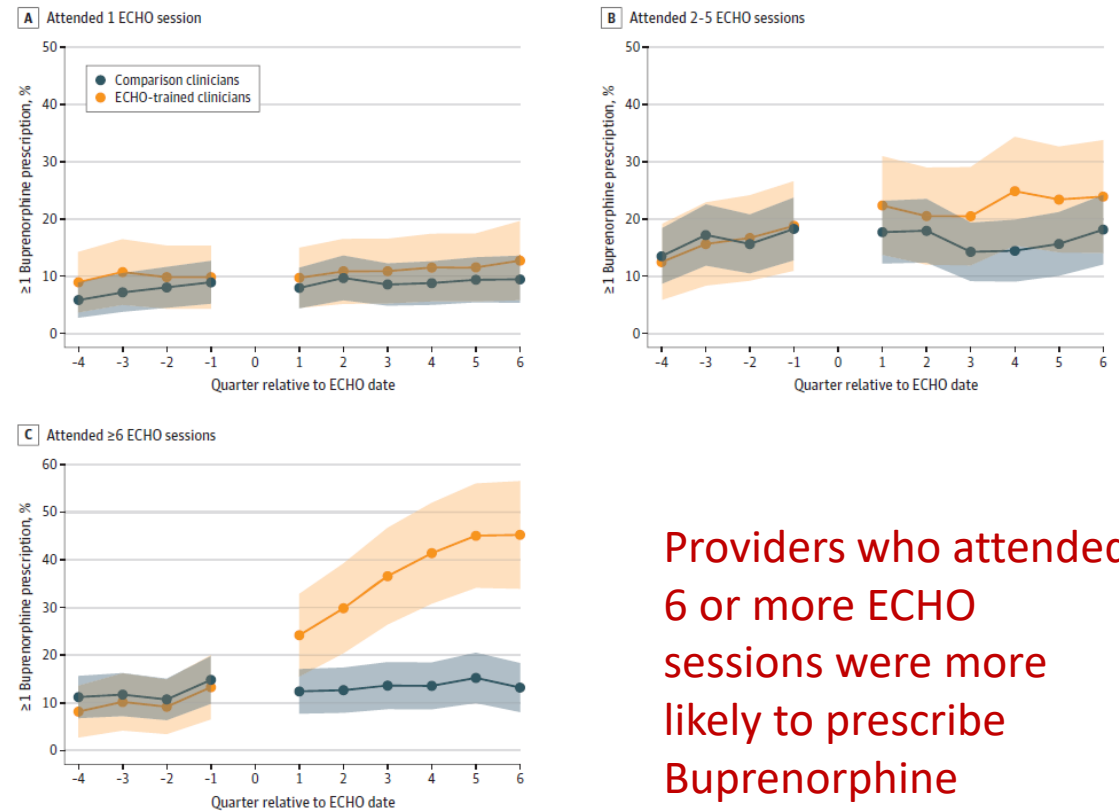 A Attended 1 ECHO session
≥1 Buprenorphine prescription, %
50
40
30
20
10
0
Comparison clinicians
ECHO-trained clinicians
-4 -3 -2 -1 0 1 2 3 4 5 6
Quarter relative to ECHO date
B Attended 2-5 ECHO sessions
≥1 Buprenorphine prescription, %
50
40
30
20
10
0
-4 -3 -2 -1 0 1 2 3 4 5 6
Quarter relative to ECHO date
C Attended ≥6 ECHO sessions
≥1 Buprenorphine prescription, %
60
50
40
30
20
10
0
-4 -3 -2 -1 0 1 2 3 4 5 6
Quarter relative to ECHO date
Providers who attended
6 or more ECHO
sessions were more
likely to prescribe
Buprenorphine